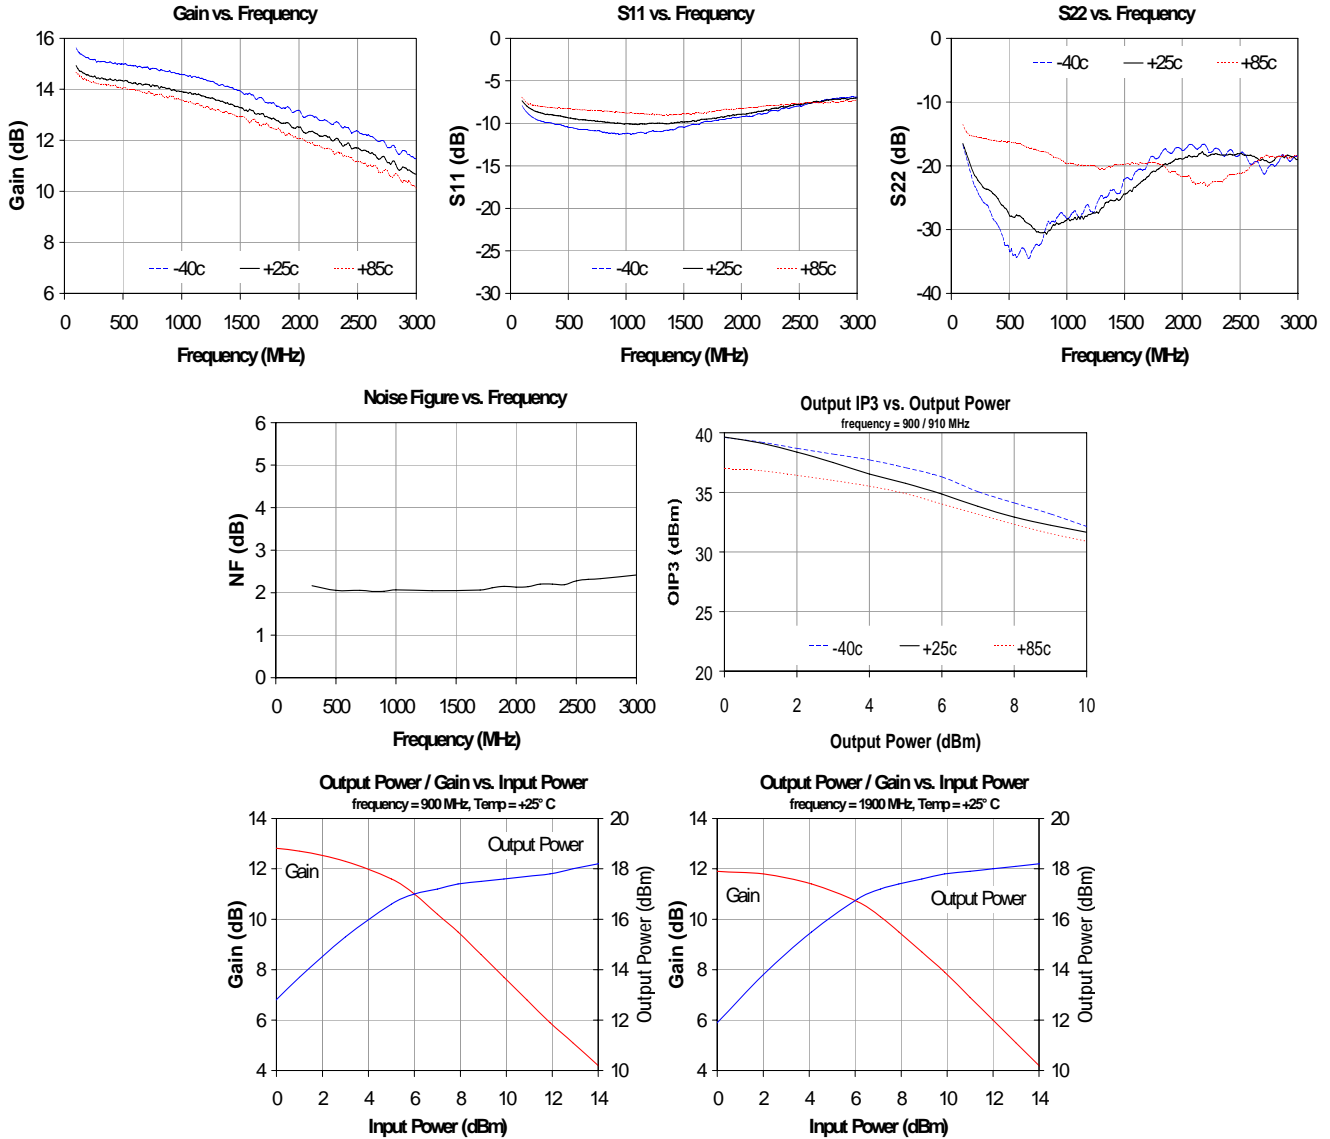 Gain vs. Frequency
16
14
12
10
8
6
Gain (dB)
-40c +25c +85c
0 500 1000 1500 2000 2500 3000
Frequency (MHz)
S11 vs. Frequency
0
-5
-10
-15
-20
-25
-30
S11 (dB)
-40c +25c +85c
0 500 1000 1500 2000 2500 3000
Frequency (MHz)
S22 vs. Frequency
0
-10
-20
-30
-40
S22 (dB)
-40c +25c +85c
0 500 1000 1500 2000 2500 3000
Frequency (MHz)
Noise Figure vs. Frequency
6
5
4
3
2
1
0
NF (dB)
0 500 1000 1500 2000 2500 3000
Frequency (MHz)
Output IP3 vs. Output Power
frequency = 900 / 910 MHz
40
35
30
25
20
OIP3 (dBm)
-40c +25c +85c
0 2 4 6 8 10
Output Power (dBm)
Output Power / Gain vs. Input Power
frequency = 900 MHz, Temp = +25° C
14
12
10
8
6
4
Gain (dB)
Gain
Output Power
20
18
16
14
12
10
Output Power (dBm)
0 2 4 6 8 10 12 14
Input Power (dBm)
Output Power / Gain vs. Input Power
frequency = 1900 MHz, Temp = +25° C
14
12
10
8
6
4
Gain (dB)
Gain
Output Power
20
18
16
14
12
10
Output Power (dBm)
0 2 4 6 8 10 12 14
Input Power (dBm)